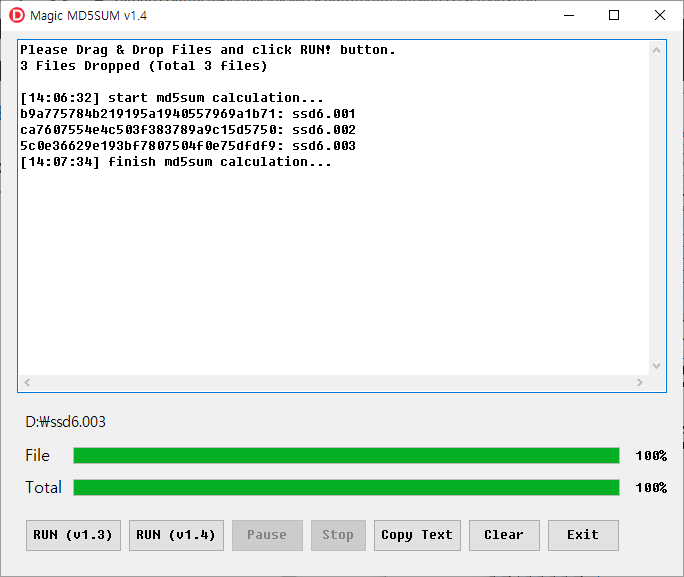 Magic MD5SUM v1.4
Please Drag & Drop Files and click RUN! button.
3 Files Dropped (Total 3 files)
[14:06:32] start md5sum calculation...
b9a775784b219195a1940557969a1b71: ssd6.001
ca7607554e4c503f383789a9c15d5750: ssd6.002
5c0e36629e193bf7807504f0e75dfdf9: ssd6.003
[14:07:34] finish md5sum calculation...
D:₩ssd6.003
File 100%
Total 100%
RUN (v1.3) RUN (v1.4) Pause Stop Copy Text Clear Exit